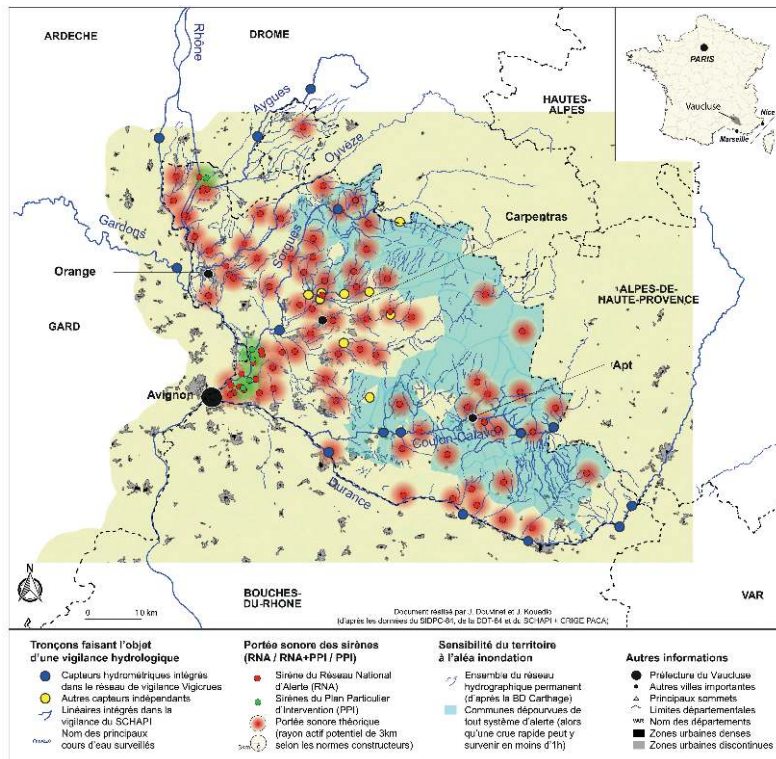 ARDECHE
DROME
Rhône
Aygues
HAUTES-
ALPES
PARIS
Vaucluse
Nice
Marseille
Ouvèze
Gardons
Sorgues
Carpentras
Orange
GARD
ALPES-DE-
HAUTE-PROVENCE
Apt
Avignon
Coulon-Calavon
Durance
N
0 10 km
BOUCHES-
DU-RHONE
VAR
Document réalisé par J. Douvinet et J. Kouadio
(d'après les données du SIDPC-84, de la DDT-84 et du SCHAPI + CRIGE PACA)
Tronçons faisant l'objet
d'une vigilance hydrologique
Capteurs hydrométriques intégrés
dans le réseau de vigilance Vigicrues
Autres capteurs indépendants
Linéaires intégrés dans la
vigilance du SCHAPI
Nom des principaux
cours d'eau surveillés
Portée sonore des sirènes
(RNA / RNA+PPI / PPI)
Sirène du Réseau National
d'Alerte (RNA)
Sirènes du Plan Particulier
d'Intervention (PPI)
Portée sonore théorique
(rayon actif potentiel de 3km
selon les normes constructeurs)
3km
Sensibilité du territoire
à l'aléa inondation
Ensemble du réseau
hydrographique permanent
(d'après la BD Carthage)
Communes dépourvues de
tout système d'alerte (alors
qu'une crue rapide peut y
survenir en moins d'1h)
Autres informations
Préfecture du Vaucluse
Autres villes importantes
Principaux sommets
Limites départementales
VAR Nom des départements
Zones urbaines denses
Zones urbaines discontinues